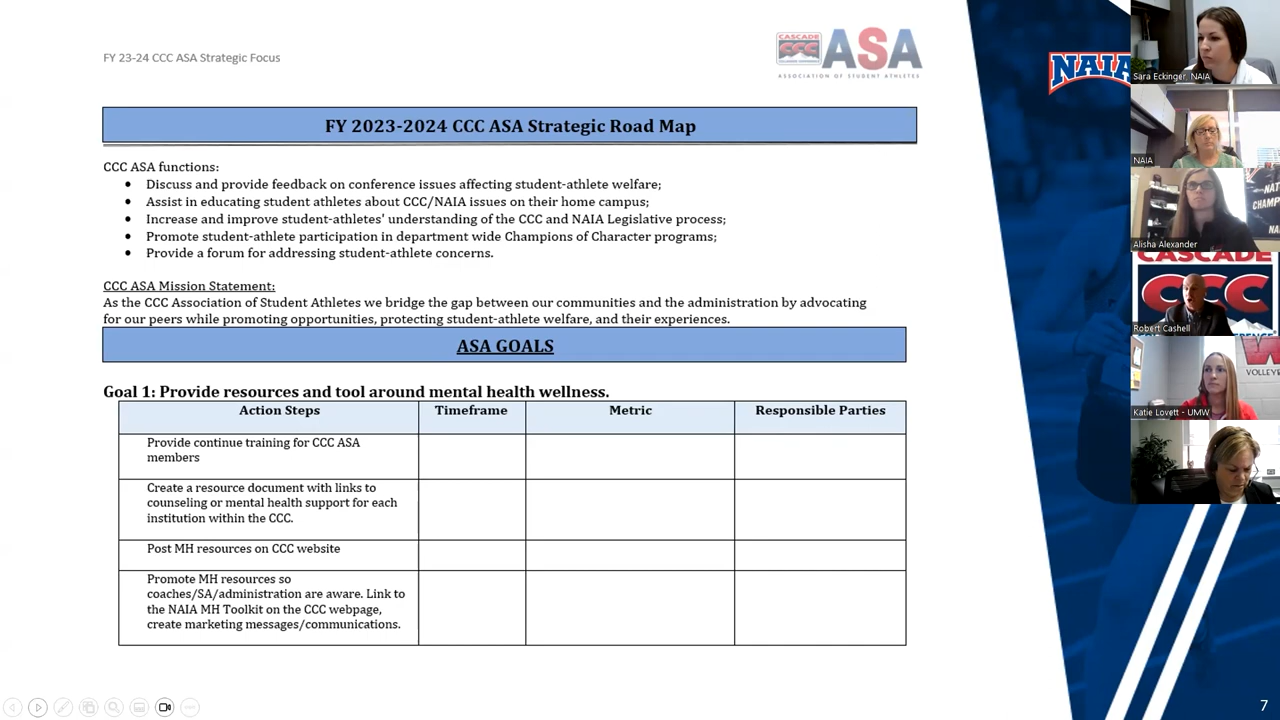 FY 23-24 CCC ASA Strategic Focus
CASCADE
CCC
ASA
ASSOCIATION OF STUDENT ATHLETES
NAIA
FY 2023-2024 CCC ASA Strategic Road Map
CCC ASA functions:
• Discuss and provide feedback on conference issues affecting student-athlete welfare;
• Assist in educating student athletes about CCC/NAIA issues on their home campus;
• Increase and improve student-athletes' understanding of the CCC and NAIA Legislative process;
• Promote student-athlete participation in department wide Champions of Character programs;
• Provide a forum for addressing student-athlete concerns.
CCC ASA Mission Statement:
As the CCC Association of Student Athletes we bridge the gap between our communities and the administration by advocating
for our peers while promoting opportunities, protecting student-athlete welfare, and their experiences.
ASA GOALS
Goal 1: Provide resources and tool around mental health wellness.
Action Steps Timeframe Metric Responsible Parties
Provide continue training for CCC ASA
members
Create a resource document with links to
counseling or mental health support for each
institution within the CCC.
Post MH resources on CCC website
Promote MH resources so
coaches/SA/administration are aware. Link to
the NAIA MH Toolkit on the CCC webpage,
create marketing messages/communications.
Sara Eckinger, NAIA
NAIA
Alisha Alexander
CASCADE
CCC
Robert Cashell
W
VOLLEY
Katie Lovett - UMW
7